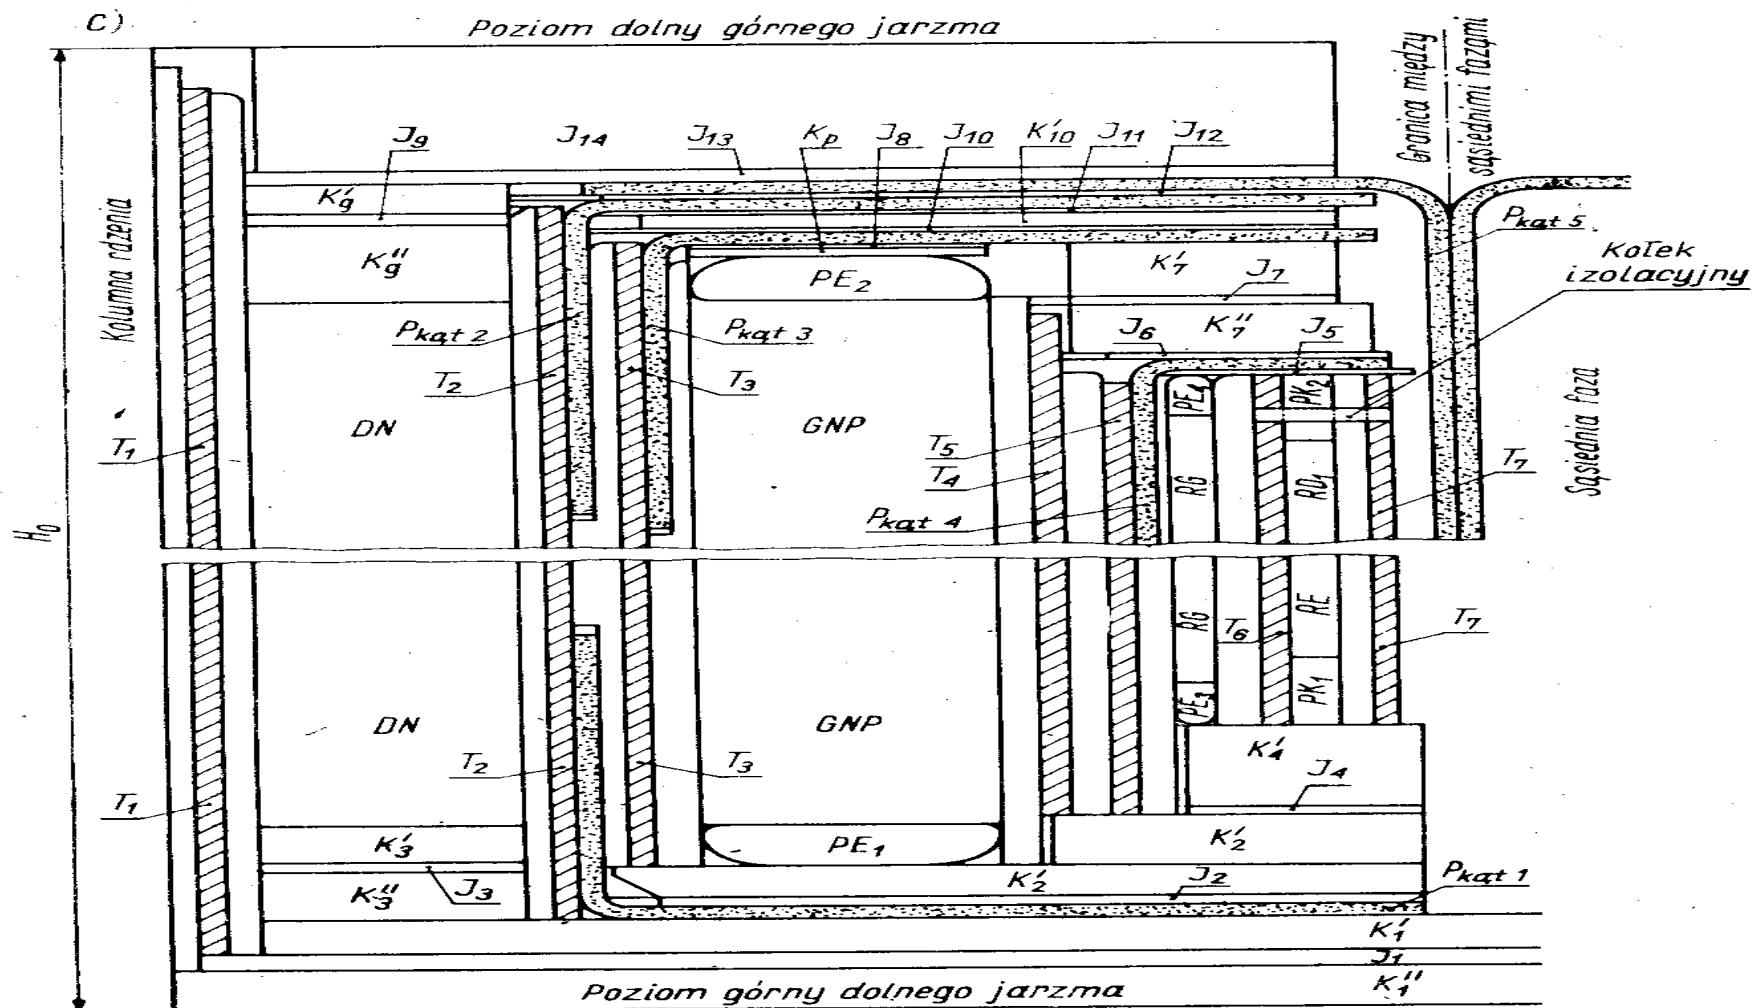 C)
Poziom dolny górnego jarzma
Granica między
sąsiednimi fazami
J9
J14
J13
Kp
J8
J10
K'10
J11
J12
K'g
K''g
Kolumna rdzenia
PE2
K'7
J7
Pkąt 5
Kołek
izolacyjny
Pkąt 2
Pkąt 3
J6
K''7
J5
T2
T3
PE4
PK2
DN
GNP
T1
T5
T4
RG
RD1
T7
Sąsiednia faza
Pkąt 4
H0
RG
T6
RE
T7
PE3
PK1
DN
GNP
K'4
T2
T3
J4
T1
K'3
PE1
K'2
K''3
J3
K'2
J2
Pkąt 1
K'1
J1
Poziom górny dolnego jarzma
K''1